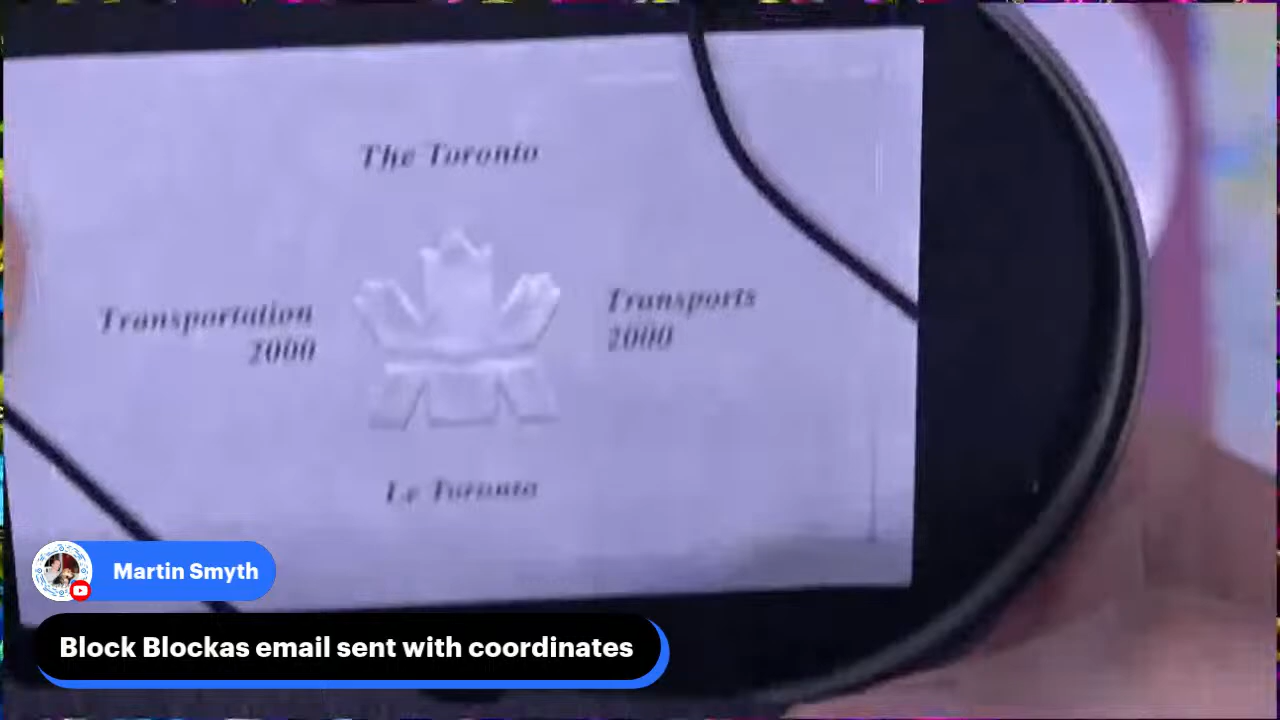 The Toronto
Transportation
2000
Transports
2000
Le Toronto
Martin Smyth
Block Blockas email sent with coordinates